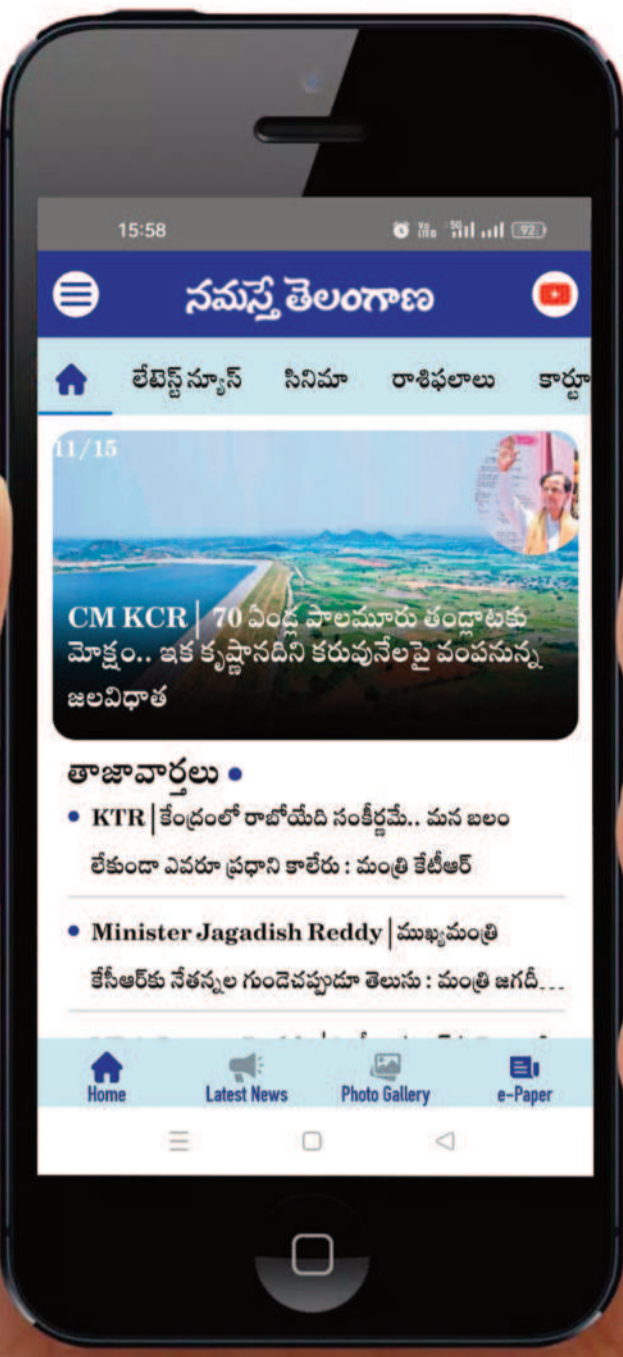 15:58
5G
92
నమస్తే తెలంగాణ
లేటెస్ట్ న్యూస్ సినిమా రాశిఫలాలు కార్టూ
11/15
CM KCR | 70 ఏండ్ల పాలమూరు తండ్లాటకు
మోక్షం.. ఇక కృష్ణానదిని కరువునేలపై వంపనున్న
జలవిధాత
తాజావార్తలు
KTR | కేంద్రంలో రాబోయేది సంకీర్ణమే.. మన బలం
లేకుండా ఎవరూ ప్రధాని కాలేరు : మంత్రి కేటీఆర్
Minister Jagadish Reddy | ముఖ్యమంత్రి
కేసీఆర్‌కు నేతన్నల గుండెచప్పుడూ తెలుసు : మంత్రి జగదీ...
Home Latest News Photo Gallery e-Paper